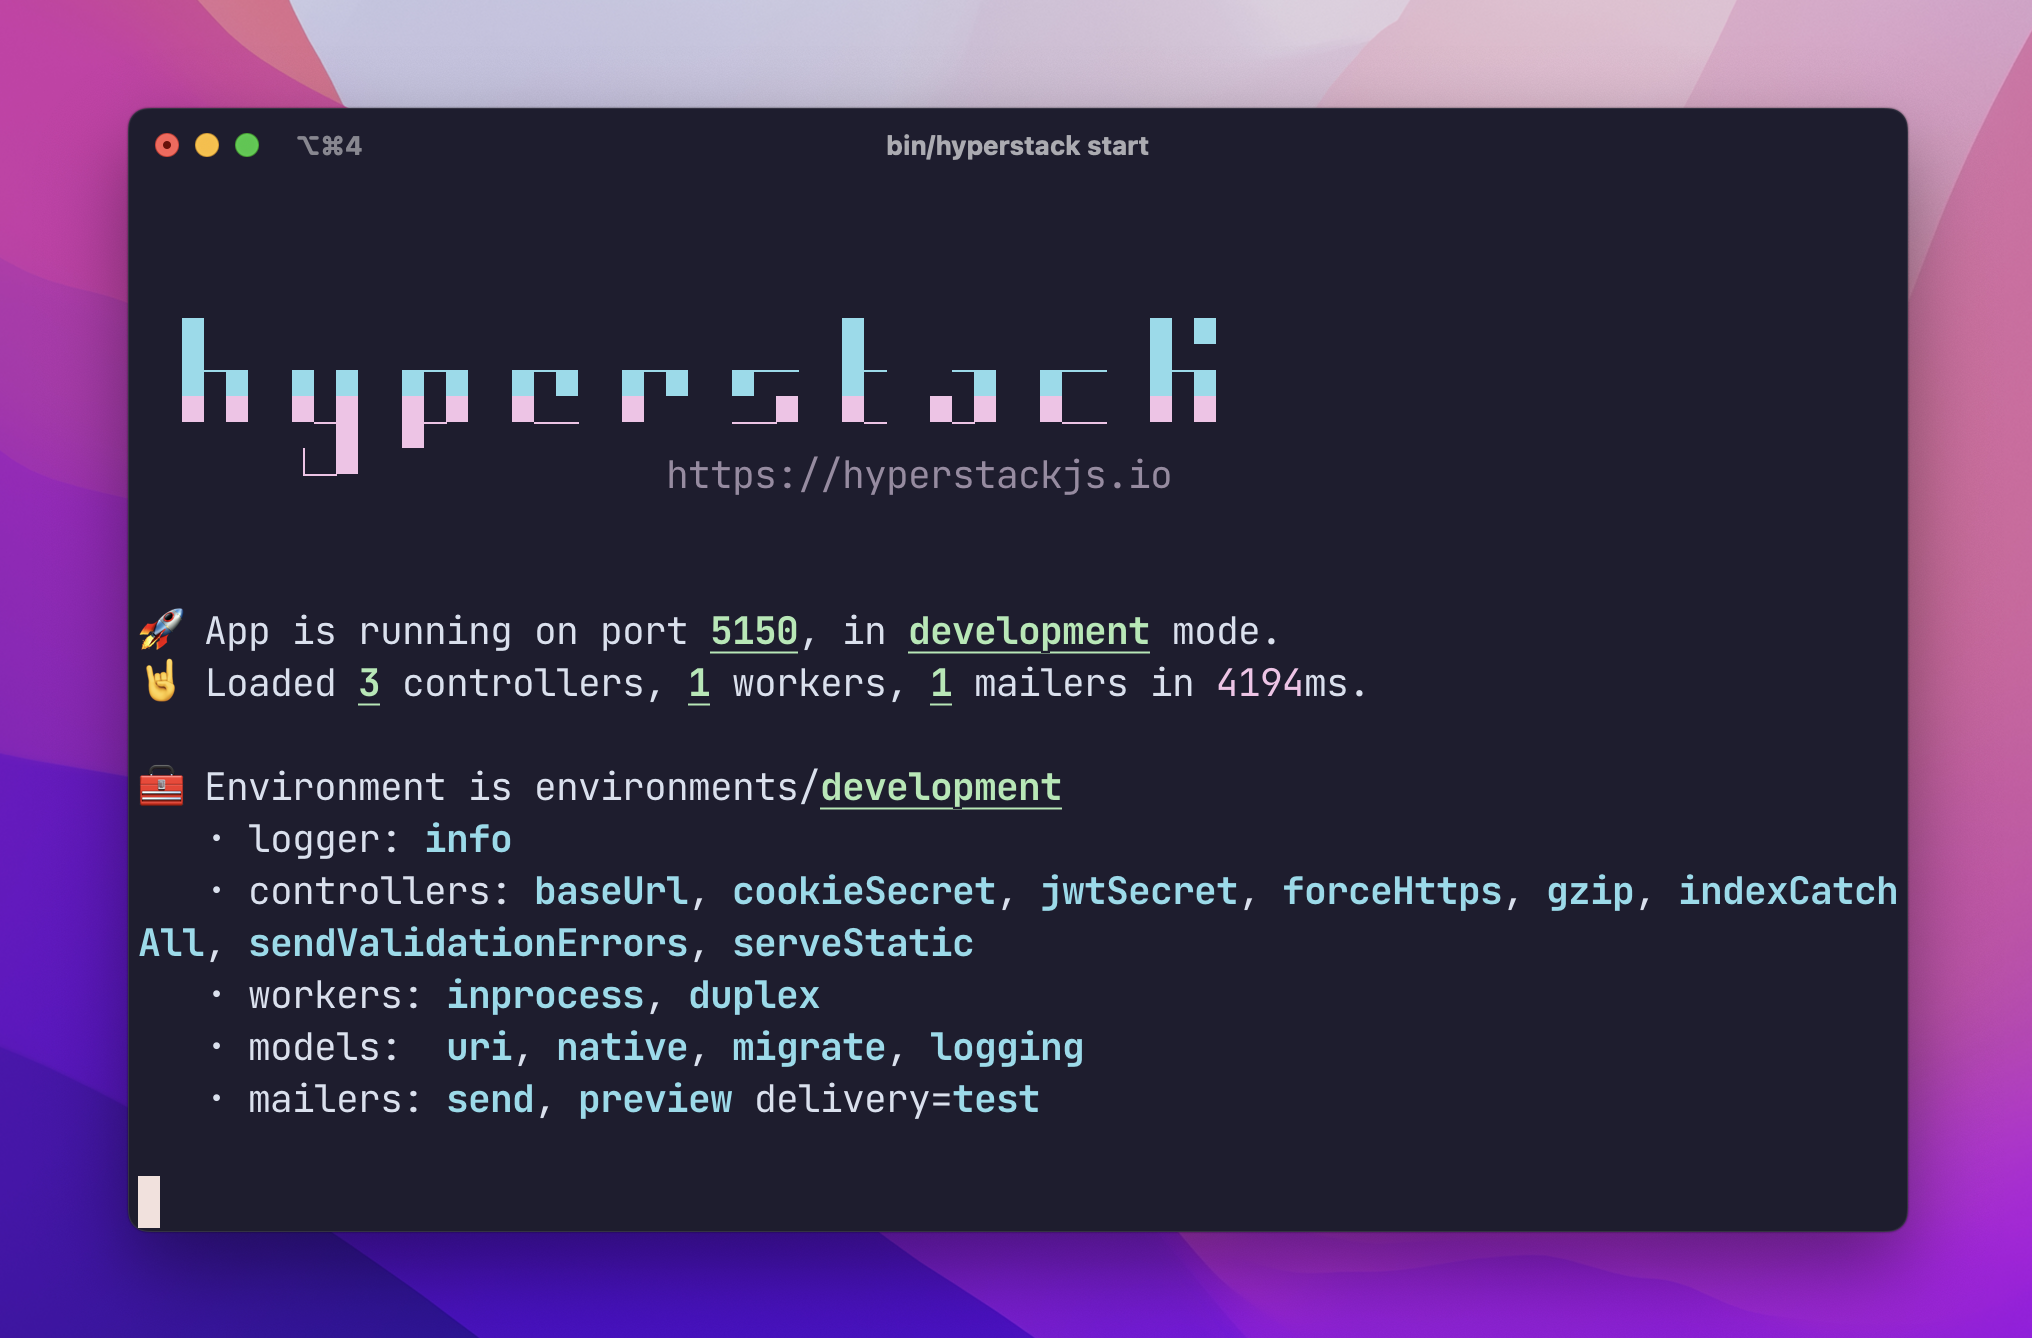 ⌥⌘4
bin/hyperstack start
hyperstack
https://hyperstackjs.io
🚀 App is running on port 5150, in development mode.
🤘 Loaded 3 controllers, 1 workers, 1 mailers in 4194ms.
🧰 Environment is environments/development
· logger: info
· controllers: baseUrl, cookieSecret, jwtSecret, forceHttps, gzip, indexCatch
All, sendValidationErrors, serveStatic
· workers: inprocess, duplex
· models:  uri, native, migrate, logging
· mailers: send, preview delivery=test